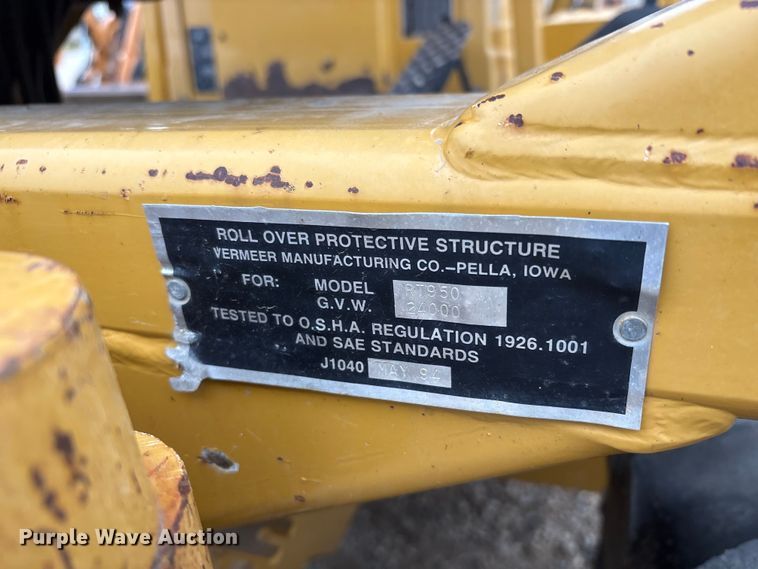 ROLL OVER PROTECTIVE STRUCTURE
VERMEER MANUFACTURING CO.–PELLA, IOWA
FOR: MODEL RT950
G.V.W. 24000
TESTED TO O.S.H.A. REGULATION 1926.1001
AND SAE STANDARDS
J1040 MAY 94
Purple Wave Auction